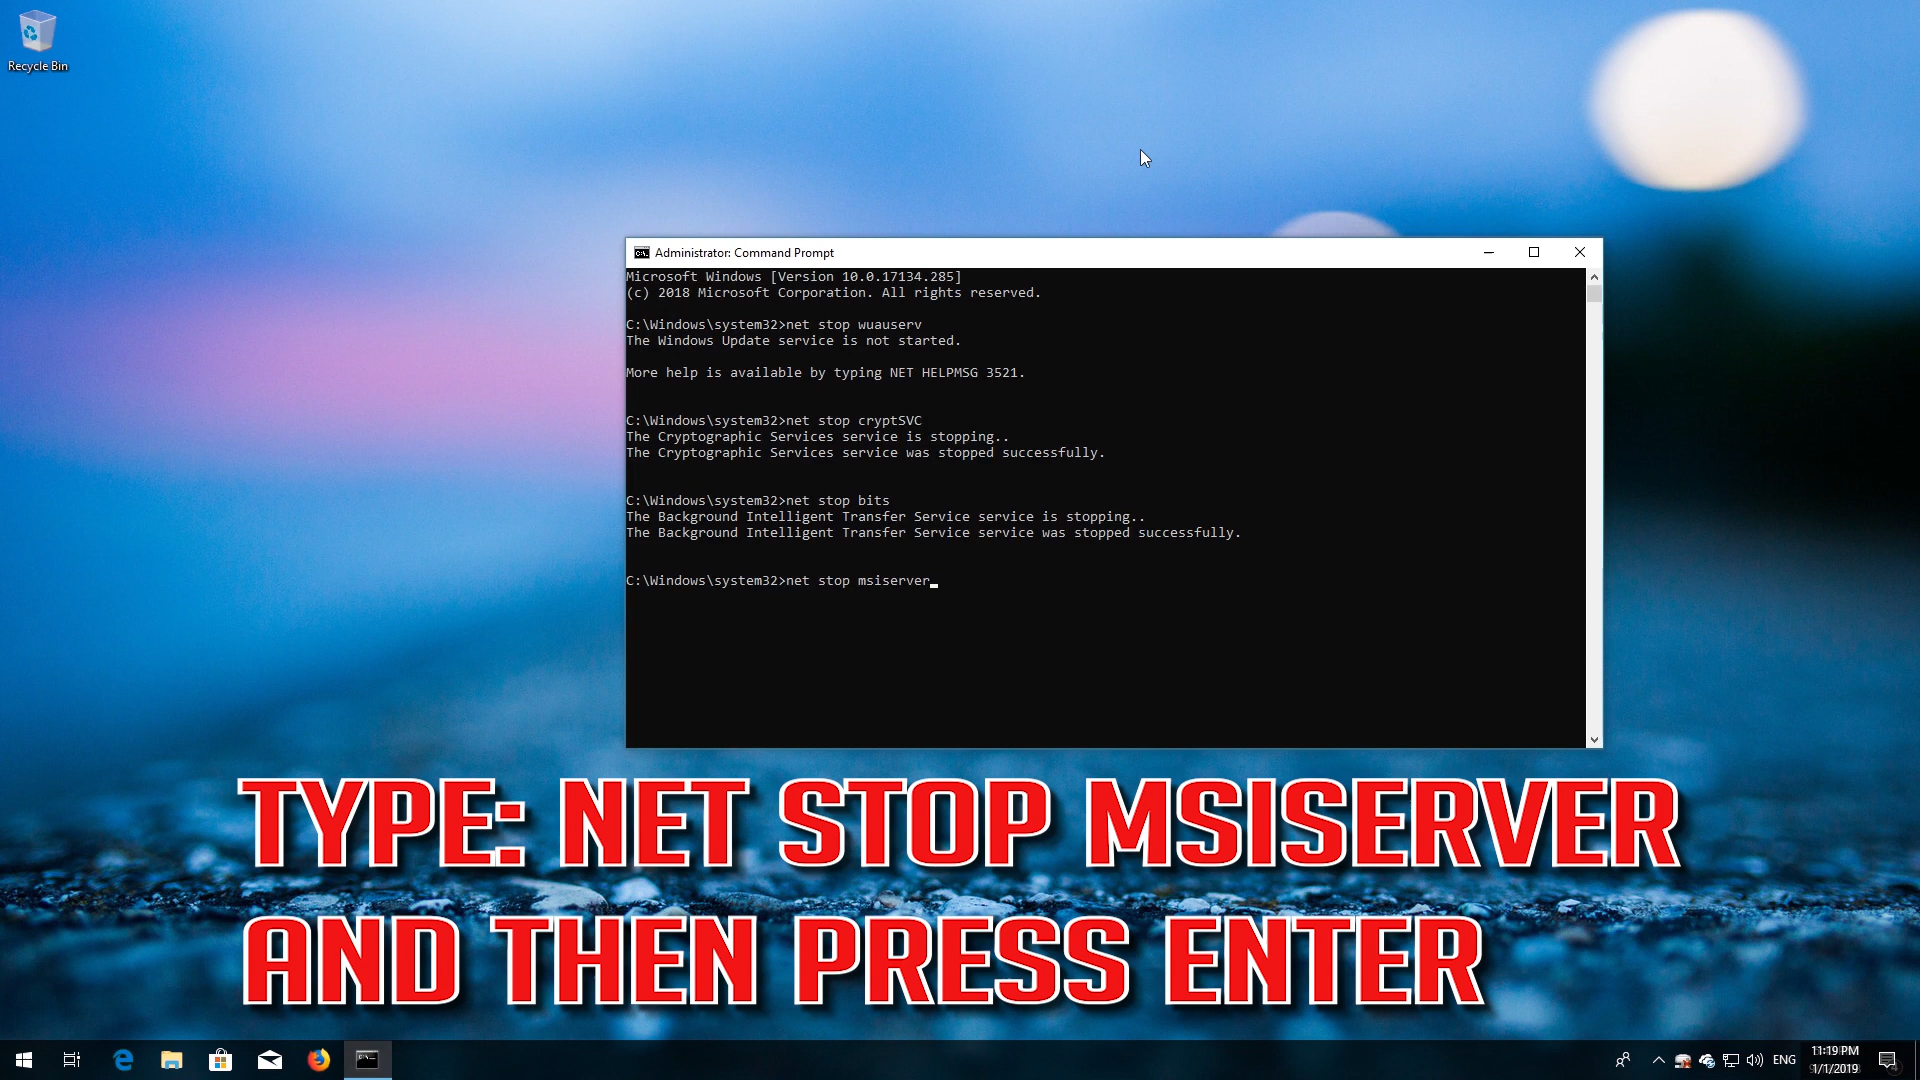 Recycle Bin
Administrator: Command Prompt
Microsoft Windows [Version 10.0.17134.285]
(c) 2018 Microsoft Corporation. All rights reserved.
C:\Windows\system32>net stop wuauserv
The Windows Update service is not started.
More help is available by typing NET HELPMSG 3521.
C:\Windows\system32>net stop cryptSVC
The Cryptographic Services service is stopping..
The Cryptographic Services service was stopped successfully.
C:\Windows\system32>net stop bits
The Background Intelligent Transfer Service service is stopping..
The Background Intelligent Transfer Service service was stopped successfully.
C:\Windows\system32>net stop msiserver
TYPE: NET STOP MSISERVER
AND THEN PRESS ENTER
ENG
11:19 PM
1/1/2019